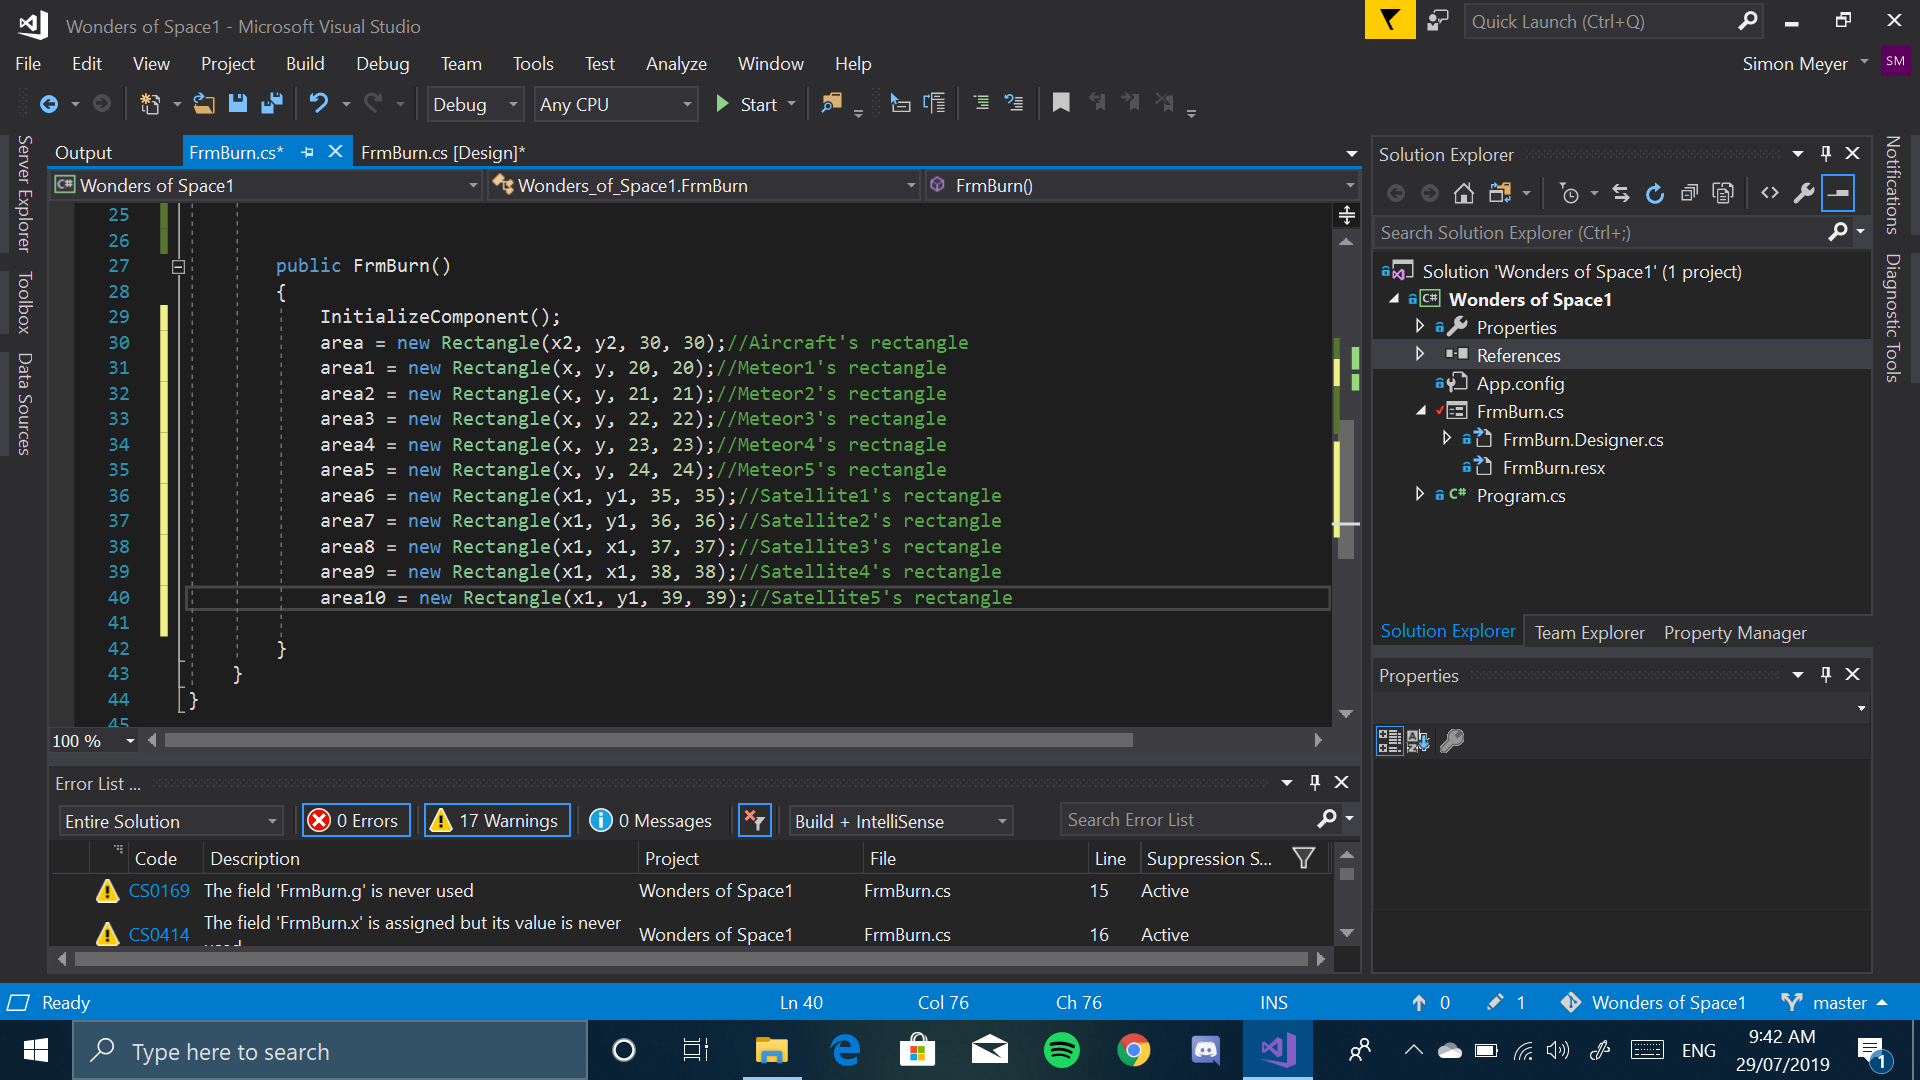 Wonders of Space1 - Microsoft Visual Studio
Quick Launch (Ctrl+Q)
File Edit View Project Build Debug Team Tools Test Analyze Window Help
Simon Meyer SM
Debug Any CPU Start
Server Explorer
Toolbox
Data Sources
Output FrmBurn.cs* FrmBurn.cs [Design]*
C# Wonders of Space1 Wonders_of_Space1.FrmBurn FrmBurn()
25
26
27 public FrmBurn()
28 {
29 InitializeComponent();
30 area = new Rectangle(x2, y2, 30, 30);//Aircraft's rectangle
31 area1 = new Rectangle(x, y, 20, 20);//Meteor1's rectangle
32 area2 = new Rectangle(x, y, 21, 21);//Meteor2's rectangle
33 area3 = new Rectangle(x, y, 22, 22);//Meteor3's rectangle
34 area4 = new Rectangle(x, y, 23, 23);//Meteor4's rectnagle
35 area5 = new Rectangle(x, y, 24, 24);//Meteor5's rectangle
36 area6 = new Rectangle(x1, y1, 35, 35);//Satellite1's rectangle
37 area7 = new Rectangle(x1, y1, 36, 36);//Satellite2's rectangle
38 area8 = new Rectangle(x1, x1, 37, 37);//Satellite3's rectangle
39 area9 = new Rectangle(x1, x1, 38, 38);//Satellite4's rectangle
40 area10 = new Rectangle(x1, y1, 39, 39);//Satellite5's rectangle
41
42 }
43 }
44 }
45
100 %
Error List ...
Entire Solution 0 Errors 17 Warnings 0 Messages Build + IntelliSense Search Error List
Code Description Project File Line Suppression S...
CS0169 The field 'FrmBurn.g' is never used Wonders of Space1 FrmBurn.cs 15 Active
CS0414 The field 'FrmBurn.x' is assigned but its value is never used Wonders of Space1 FrmBurn.cs 16 Active
Solution Explorer
Search Solution Explorer (Ctrl+;)
Solution 'Wonders of Space1' (1 project)
C# Wonders of Space1
Properties
References
App.config
FrmBurn.cs
FrmBurn.Designer.cs
FrmBurn.resx
C# Program.cs
Solution Explorer Team Explorer Property Manager
Properties
Notifications
Diagnostic Tools
Ready Ln 40 Col 76 Ch 76 INS 0 1 Wonders of Space1 master
Type here to search
ENG 9:42 AM
29/07/2019 1